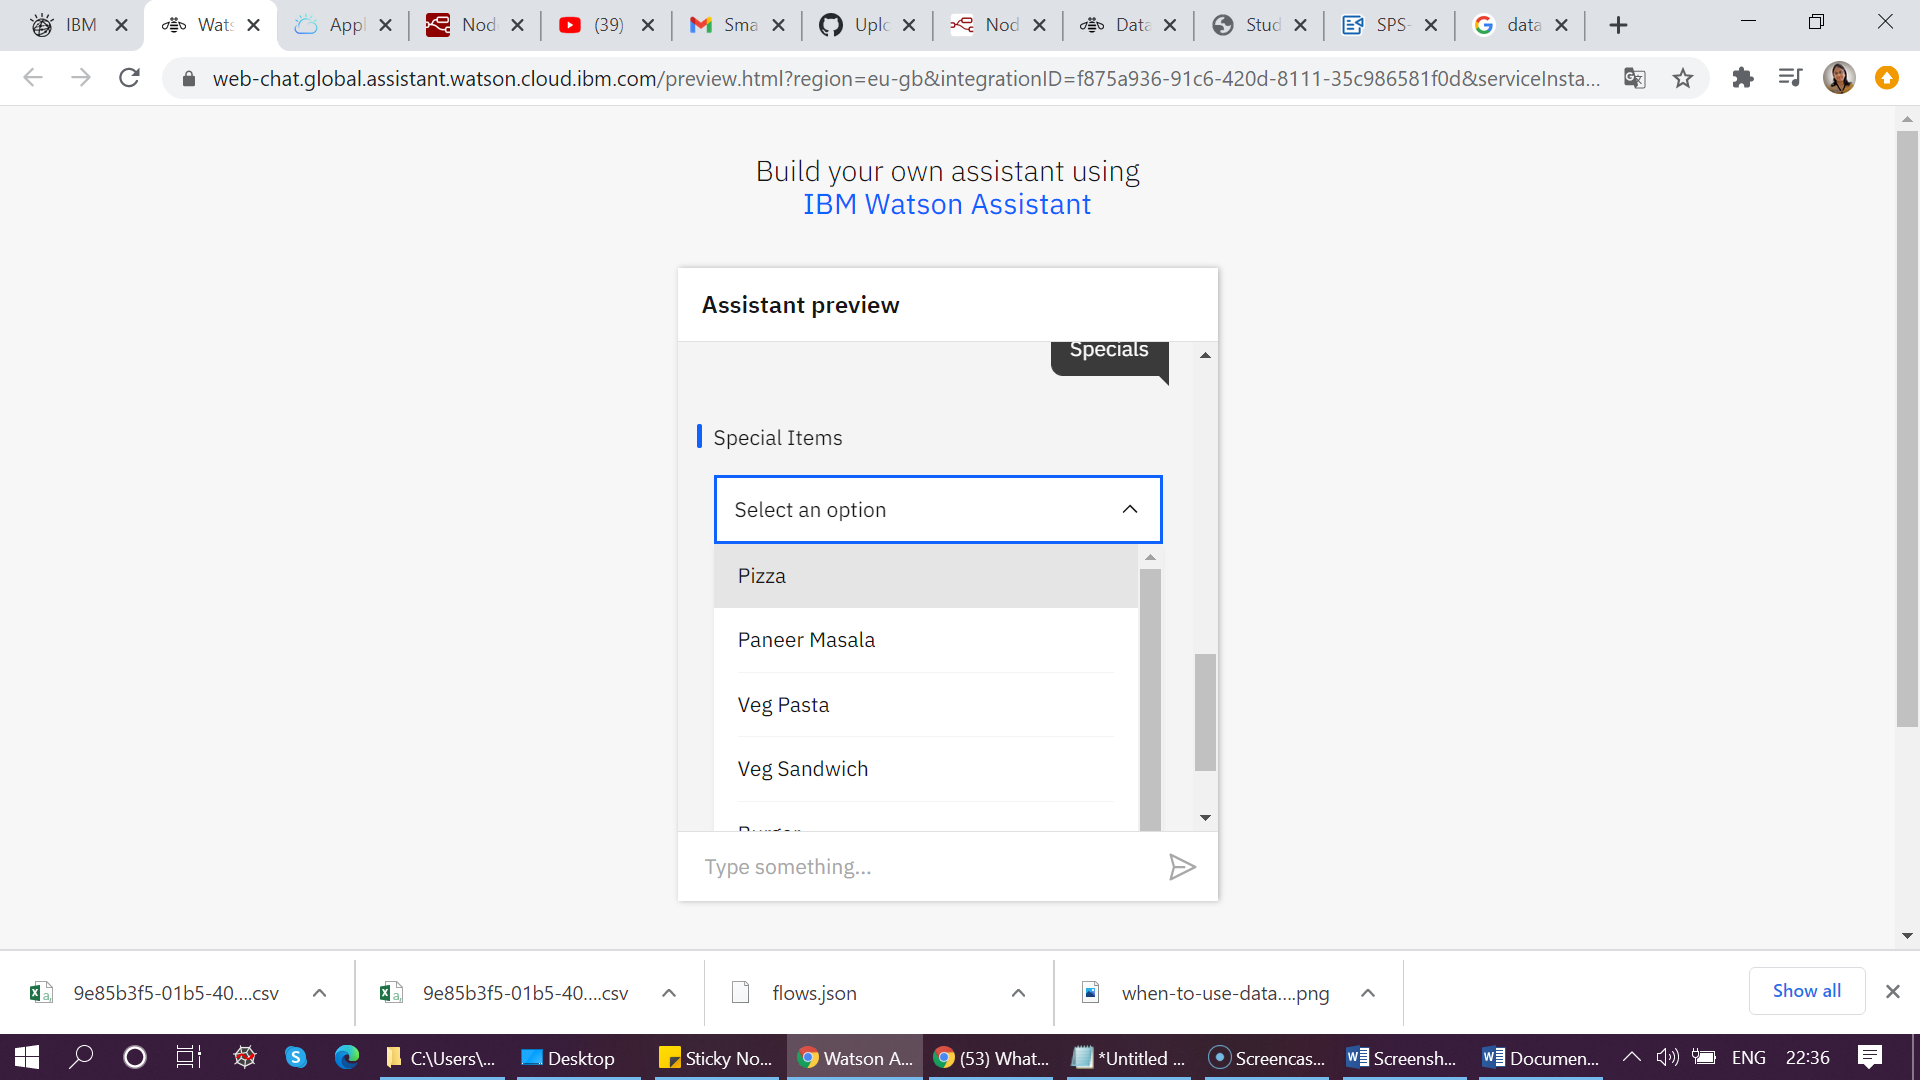 IBM
Wats
Appl
Nod
(39)
Sma
Uplo
Nod
Data
Stud
SPS-
data
web-chat.global.assistant.watson.cloud.ibm.com/preview.html?region=eu-gb&integrationID=f875a936-91c6-420d-8111-35c986581f0d&serviceInsta...
Build your own assistant using
IBM Watson Assistant
Assistant preview
Specials
Special Items
Select an option
Pizza
Paneer Masala
Veg Pasta
Veg Sandwich
Burger
Type something...
9e85b3f5-01b5-40....csv
9e85b3f5-01b5-40....csv
flows.json
when-to-use-data....png
Show all
C:\Users\...
Desktop
Sticky No...
Watson A...
(53) What...
*Untitled ...
Screencas...
Screensh...
Documen...
ENG
22:36